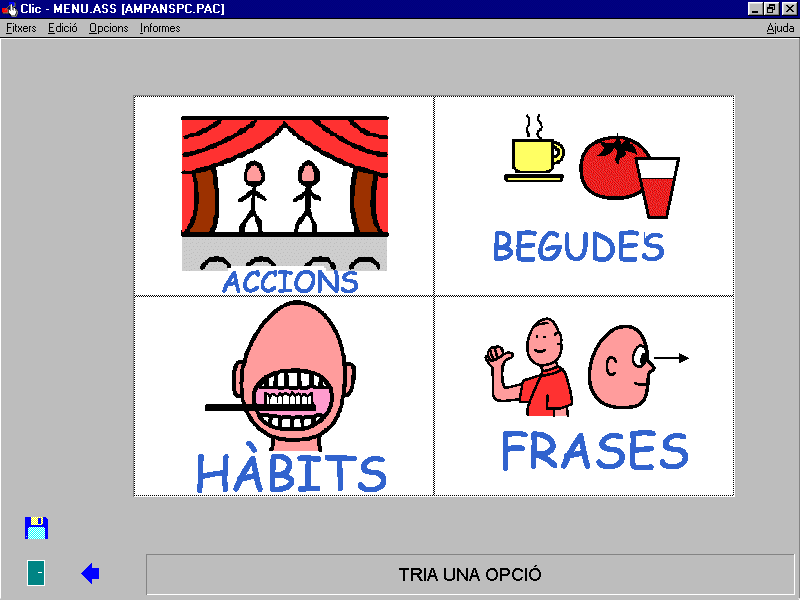 Clic - MENU.ASS [AMPANSPC.PAC]
Fitxers Edició Opcions Informes Ajuda
ACCIONS
BEGUDES
HÀBITS
FRASES
TRIA UNA OPCIÓ